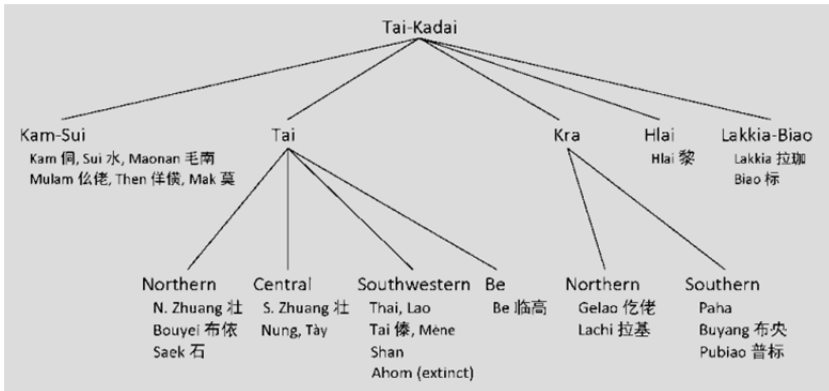 Tai-Kadai
Kam-Sui
Kam 侗, Sui 水, Maonan 毛南
Mulam 仫佬, Then 佯僙, Mak 莫
Tai
Kra
Hlai
Hlai 黎
Lakkia-Biao
Lakkia 拉珈
Biao 标
Northern
N. Zhuang 壮
Bouyei 布依
Saek 石
Central
S. Zhuang 壮
Nung, Tày
Southwestern
Thai, Lao
Tai 傣, Mène
Shan
Ahom (extinct)
Be
Be 临高
Northern
Gelao 仡佬
Lachi 拉基
Southern
Paha
Buyang 布央
Pubiao 普标